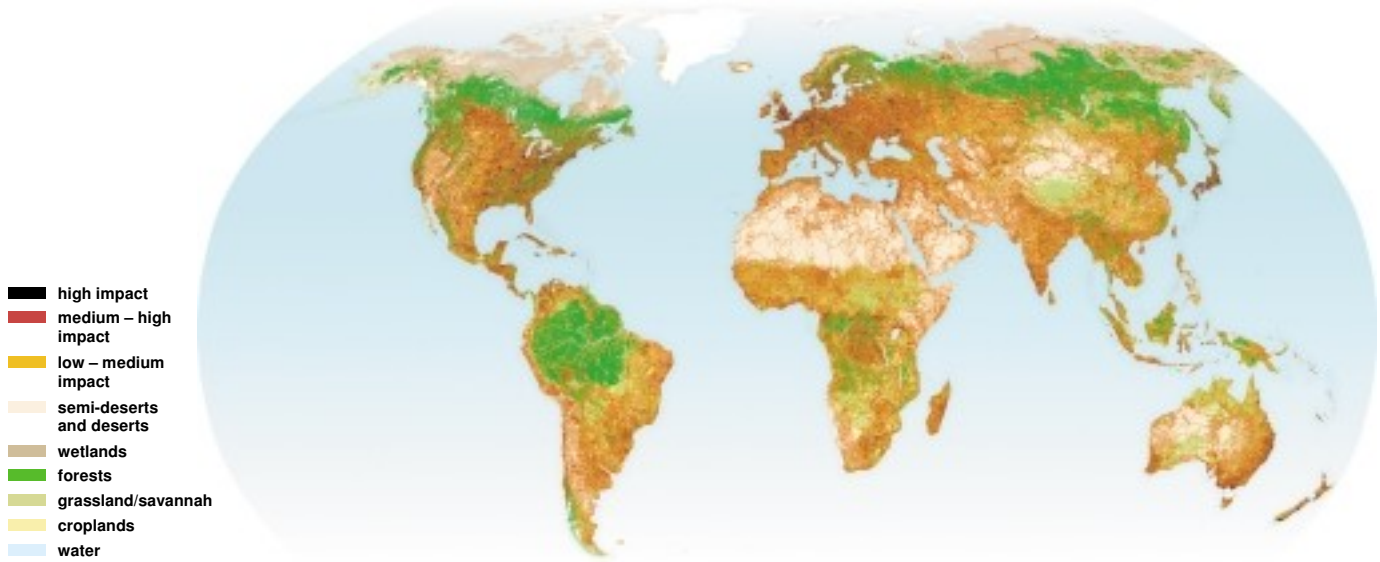 high impact
medium – high
impact
low – medium
impact
semi-deserts
and deserts
wetlands
forests
grassland/savannah
croplands
water